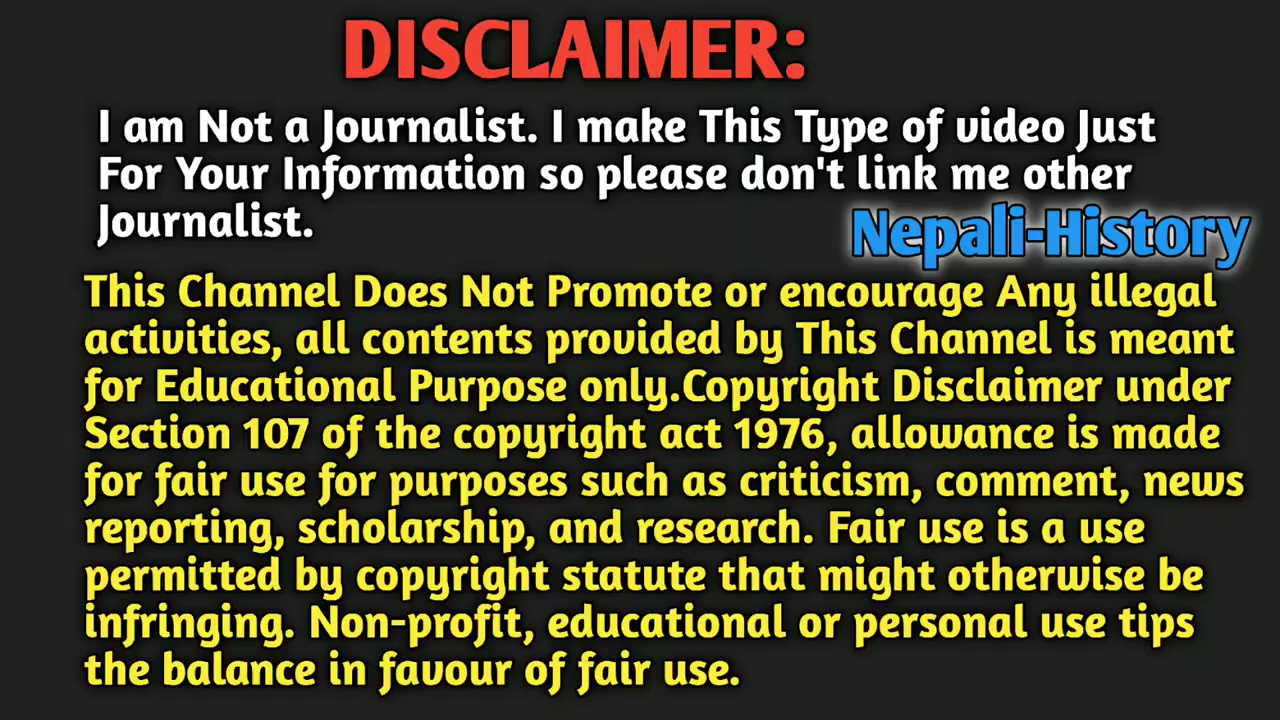 DISCLAIMER:
I am Not a Journalist. I make This Type of video Just
For Your Information so please don't link me other
Journalist.
Nepali-History
This Channel Does Not Promote or encourage Any illegal
activities, all contents provided by This Channel is meant
for Educational Purpose only.Copyright Disclaimer under
Section 107 of the copyright act 1976, allowance is made
for fair use for purposes such as criticism, comment, news
reporting, scholarship, and research. Fair use is a use
permitted by copyright statute that might otherwise be
infringing. Non-profit, educational or personal use tips
the balance in favour of fair use.